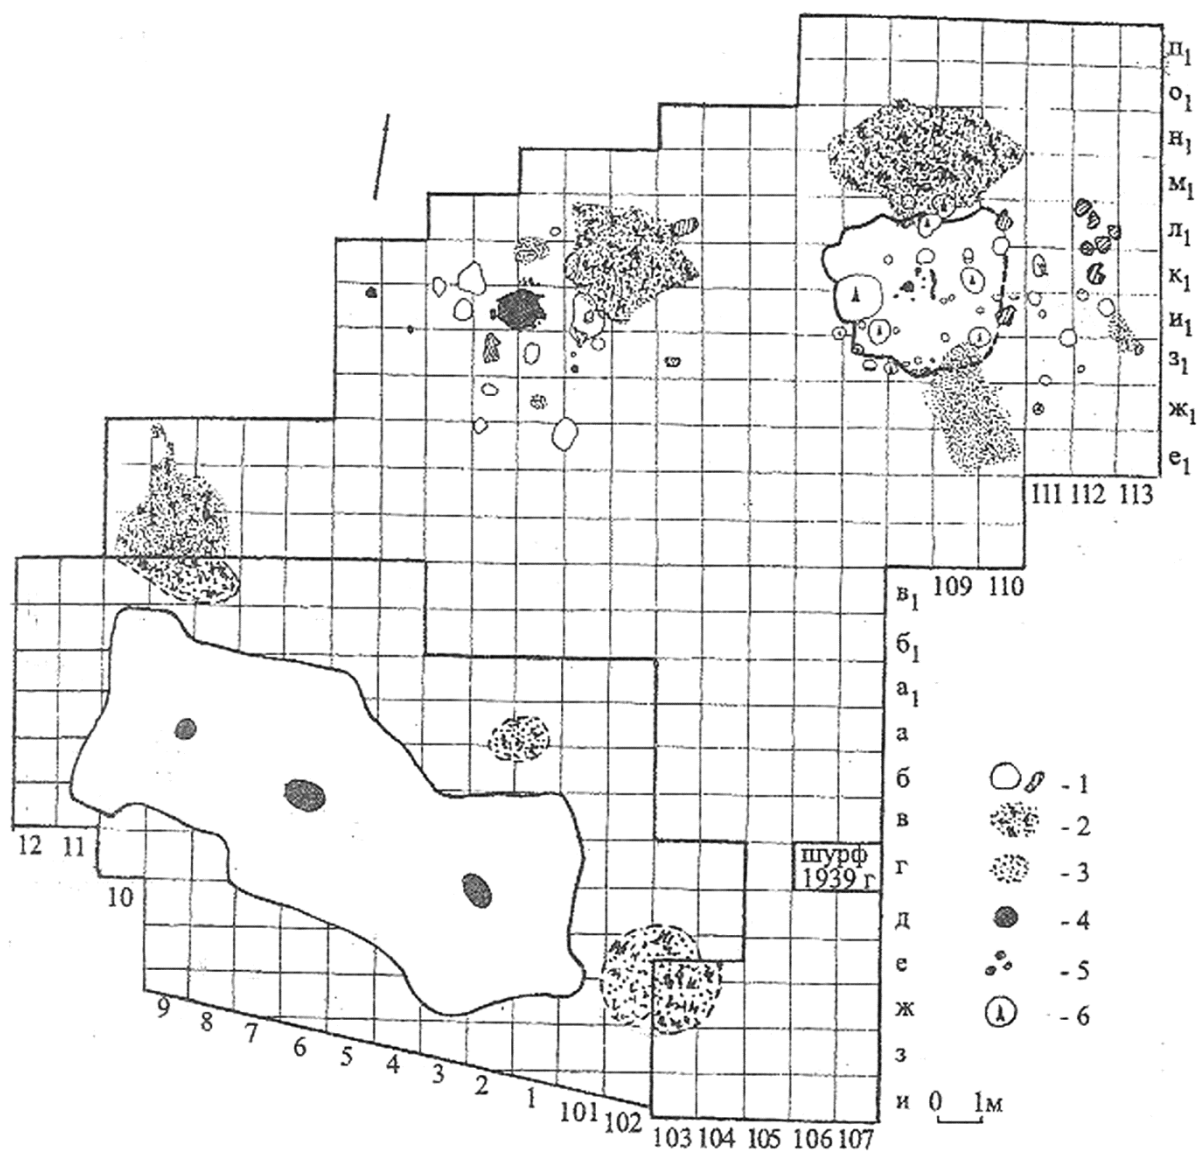 п1
о1
н1
м1
л1
к1
и1
з1
ж1
е1
111 112 113
109 110
в1
б1
а1
а
б
в
г
д
е
ж
з
и
шурф
1939 г
12 11
10
9
8
7
6
5
4
3
2
1
101
102
103 104 105 106 107
- 1
- 2
- 3
- 4
- 5
- 6
0 1м